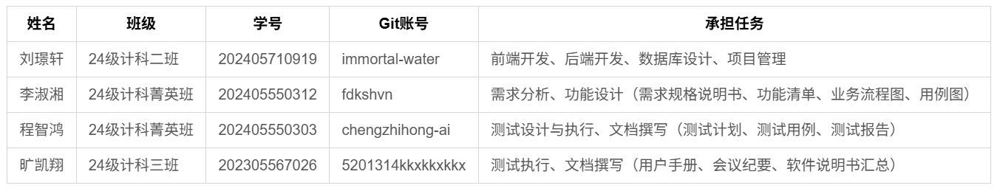 姓名 班级 学号 Git账号 承担任务
刘璟轩 24级计科二班 202405710919 immortal-water 前端开发、后端开发、数据库设计、项目管理
李淑湘 24级计科菁英班 202405550312 fdkshvn 需求分析、功能设计（需求规格说明书、功能清单、业务流程图、用例图）
程智鸿 24级计科菁英班 202405550303 chengzhihong-ai 测试设计与执行、文档撰写（测试计划、测试用例、测试报告）
旷凯翔 24级计科三班 202305567026 5201314kkxkkxkkx 测试执行、文档撰写（用户手册、会议纪要、软件说明书汇总）